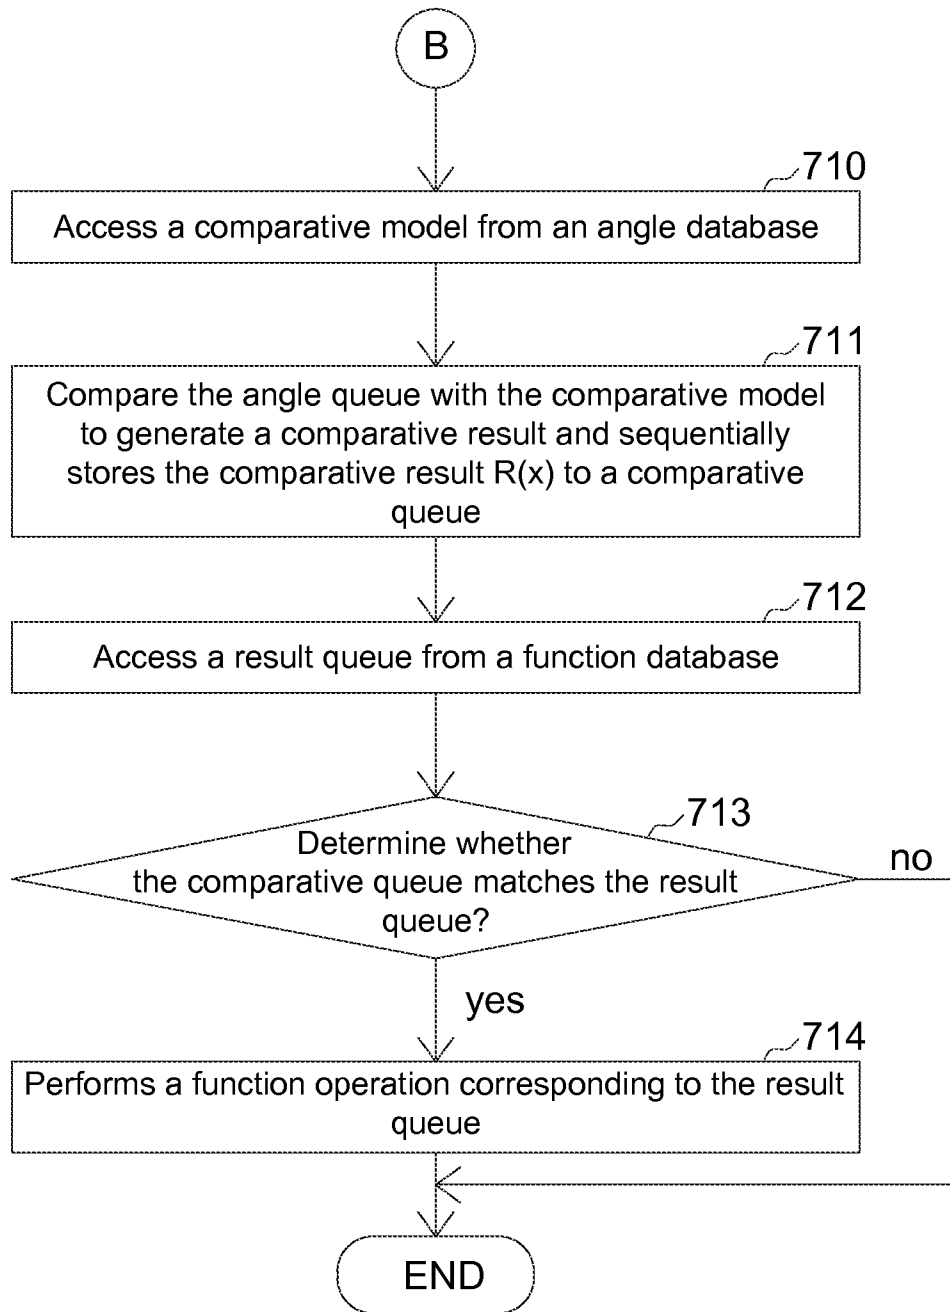 B
710
Access a comparative model from an angle database
711
Compare the angle queue with the comparative model
to generate a comparative result and sequentially
stores the comparative result R(x) to a comparative
queue
712
Access a result queue from a function database
713
Determine whether
the comparative queue matches the result
queue?
no
yes
714
Performs a function operation corresponding to the result
queue
END